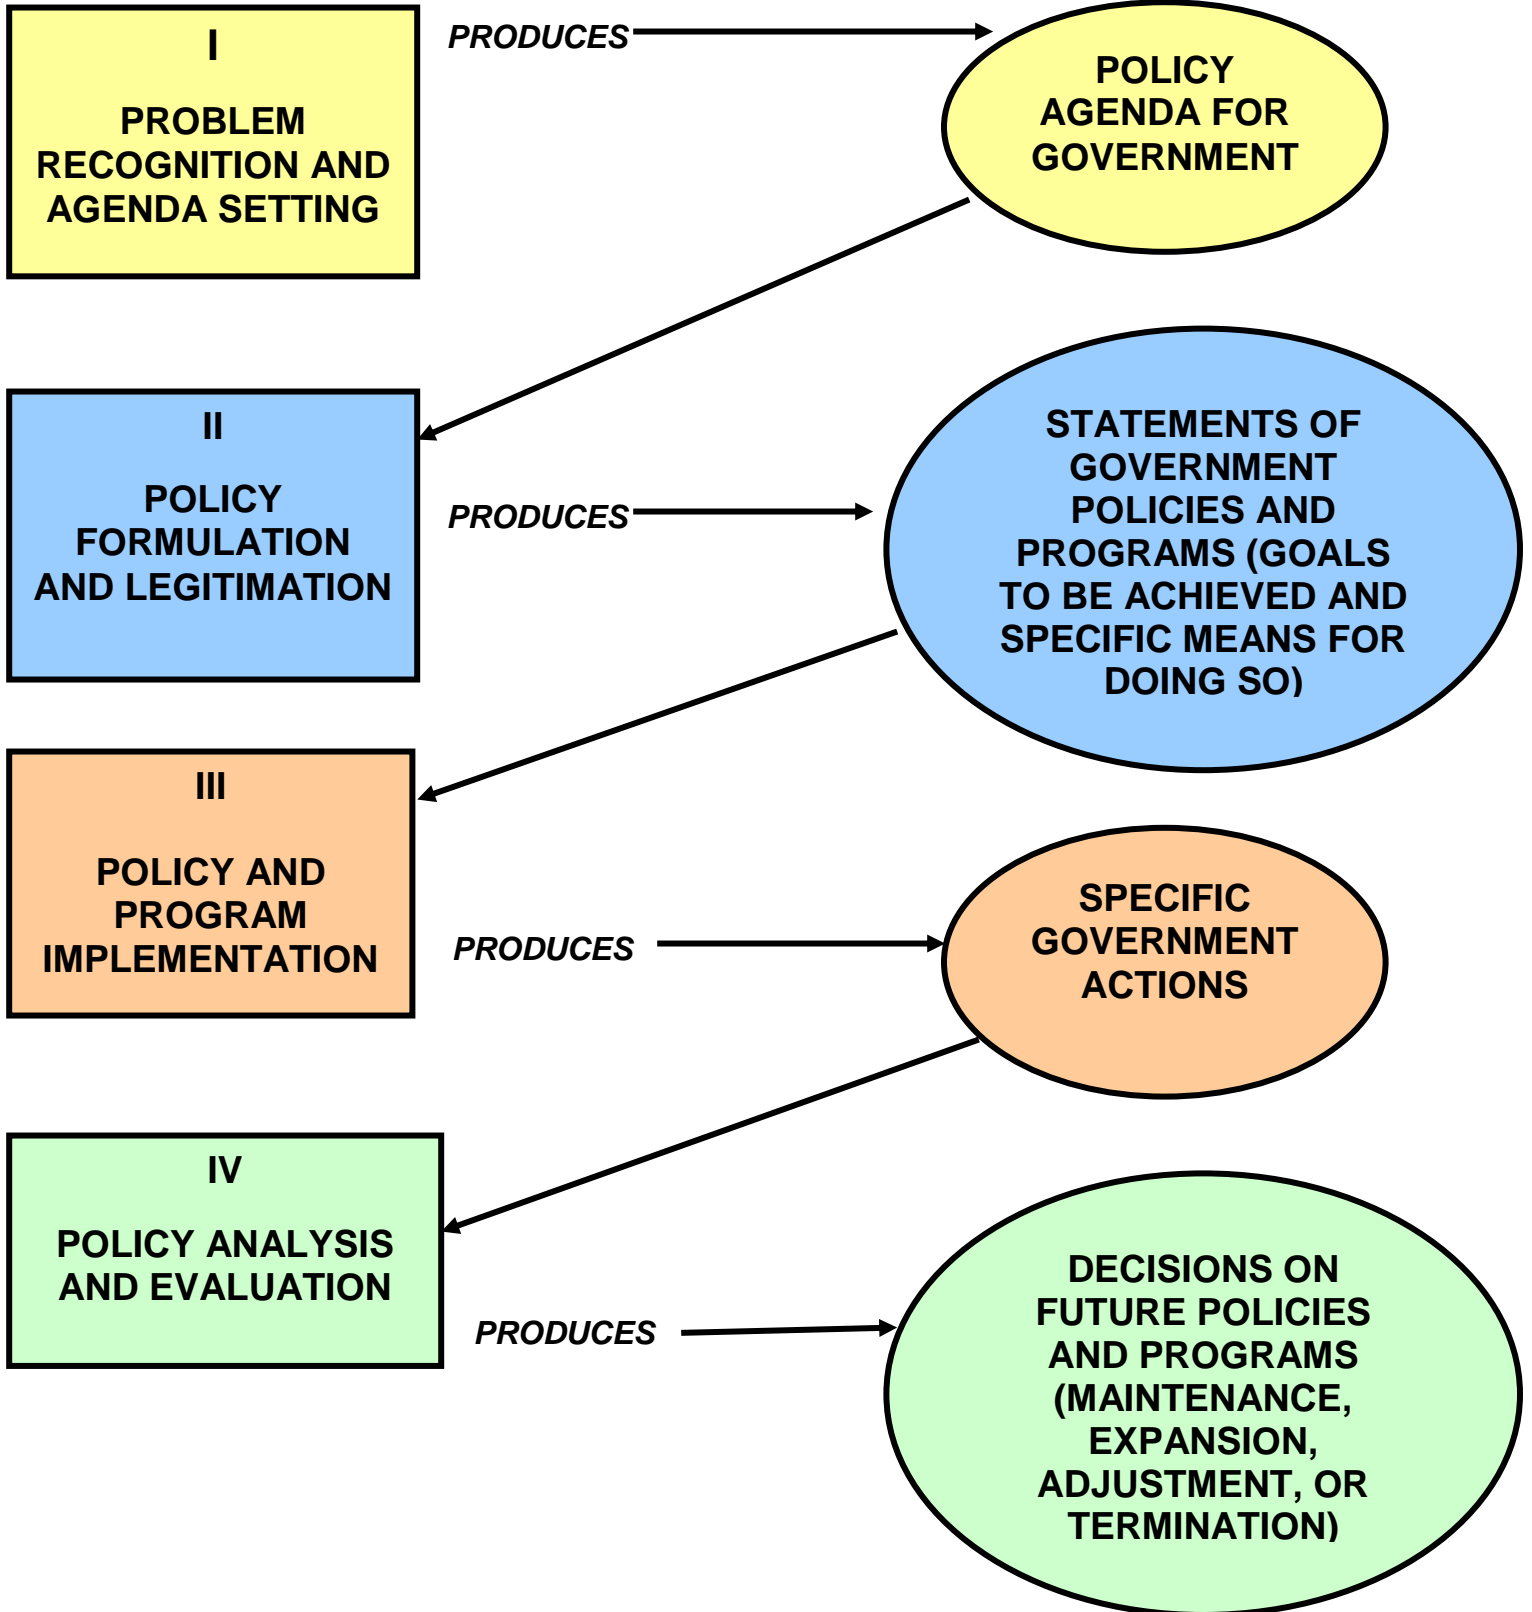 I
PROBLEM
RECOGNITION AND
AGENDA SETTING
PRODUCES
POLICY
AGENDA FOR
GOVERNMENT
II
POLICY
FORMULATION
AND LEGITIMATION
PRODUCES
STATEMENTS OF
GOVERNMENT
POLICIES AND
PROGRAMS (GOALS
TO BE ACHIEVED AND
SPECIFIC MEANS FOR
DOING SO)
III
POLICY AND
PROGRAM
IMPLEMENTATION
PRODUCES
SPECIFIC
GOVERNMENT
ACTIONS
IV
POLICY ANALYSIS
AND EVALUATION
PRODUCES
DECISIONS ON
FUTURE POLICIES
AND PROGRAMS
(MAINTENANCE,
EXPANSION,
ADJUSTMENT, OR
TERMINATION)